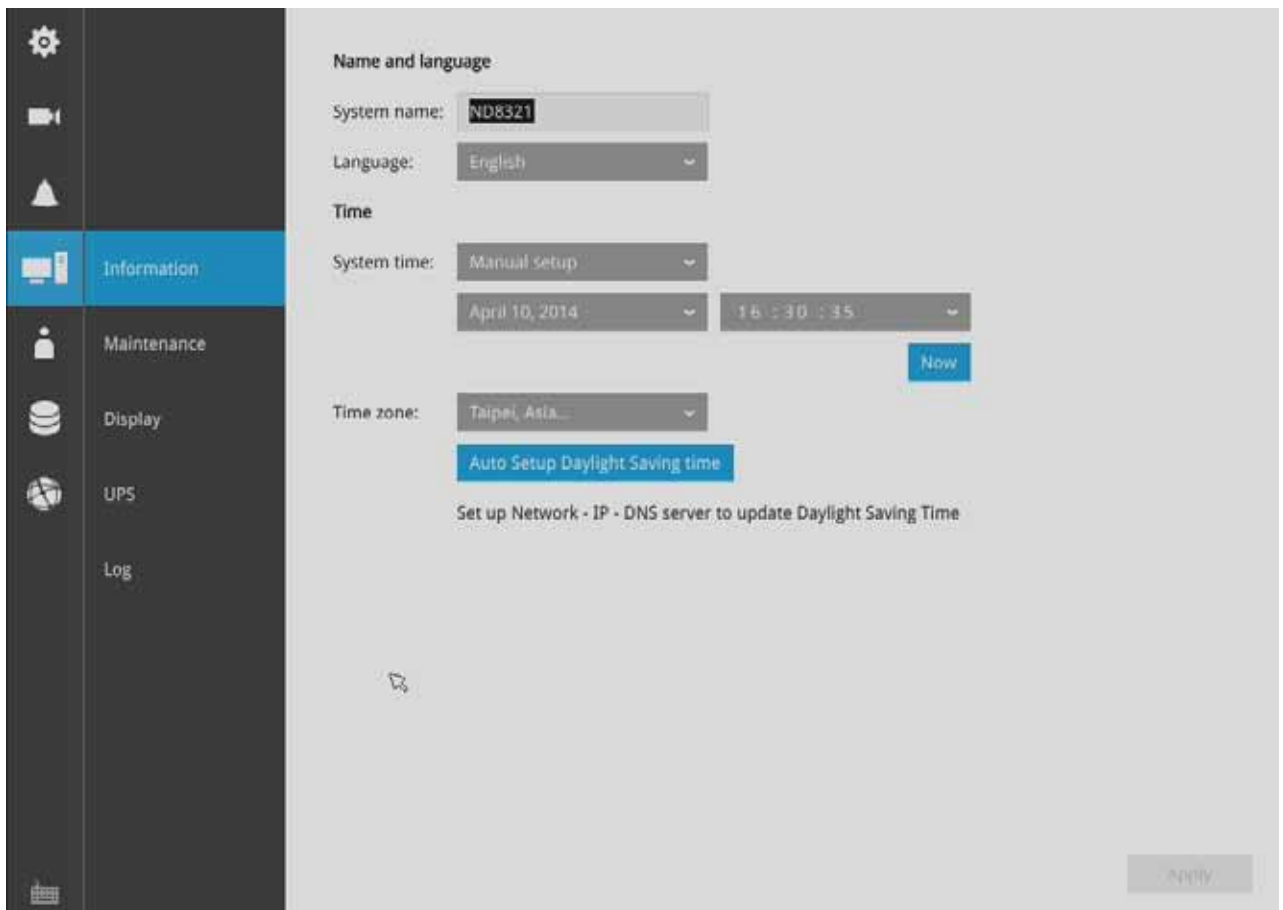 Name and language
System name: ND8321
Language: English
Time
Information
System time: Manual setup
April 10, 2014 16 : 30 : 35
Maintenance
Now
Display
Time zone: Taipei, Asia...
Auto Setup Daylight Saving time
UPS
Set up Network - IP - DNS server to update Daylight Saving Time
Log
Apply